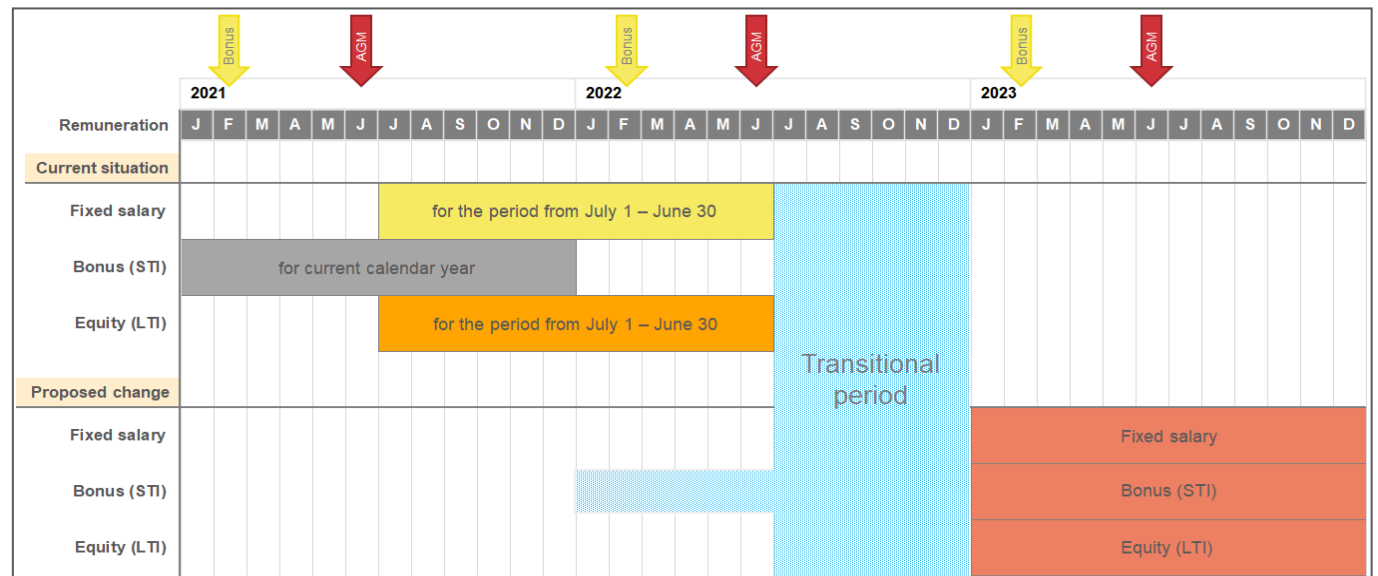 Bonus
AGM
Bonus
AGM
Bonus
AGM
2021
2022
2023
Remuneration J F M A M J J A S O N D J F M A M J J A S O N D J F M A M J J A S O N D
Current situation
Fixed salary
for the period from July 1 – June 30
Bonus (STI)
for current calendar year
Equity (LTI)
for the period from July 1 – June 30
Transitional
period
Proposed change
Fixed salary
Fixed salary
Bonus (STI)
Bonus (STI)
Equity (LTI)
Equity (LTI)